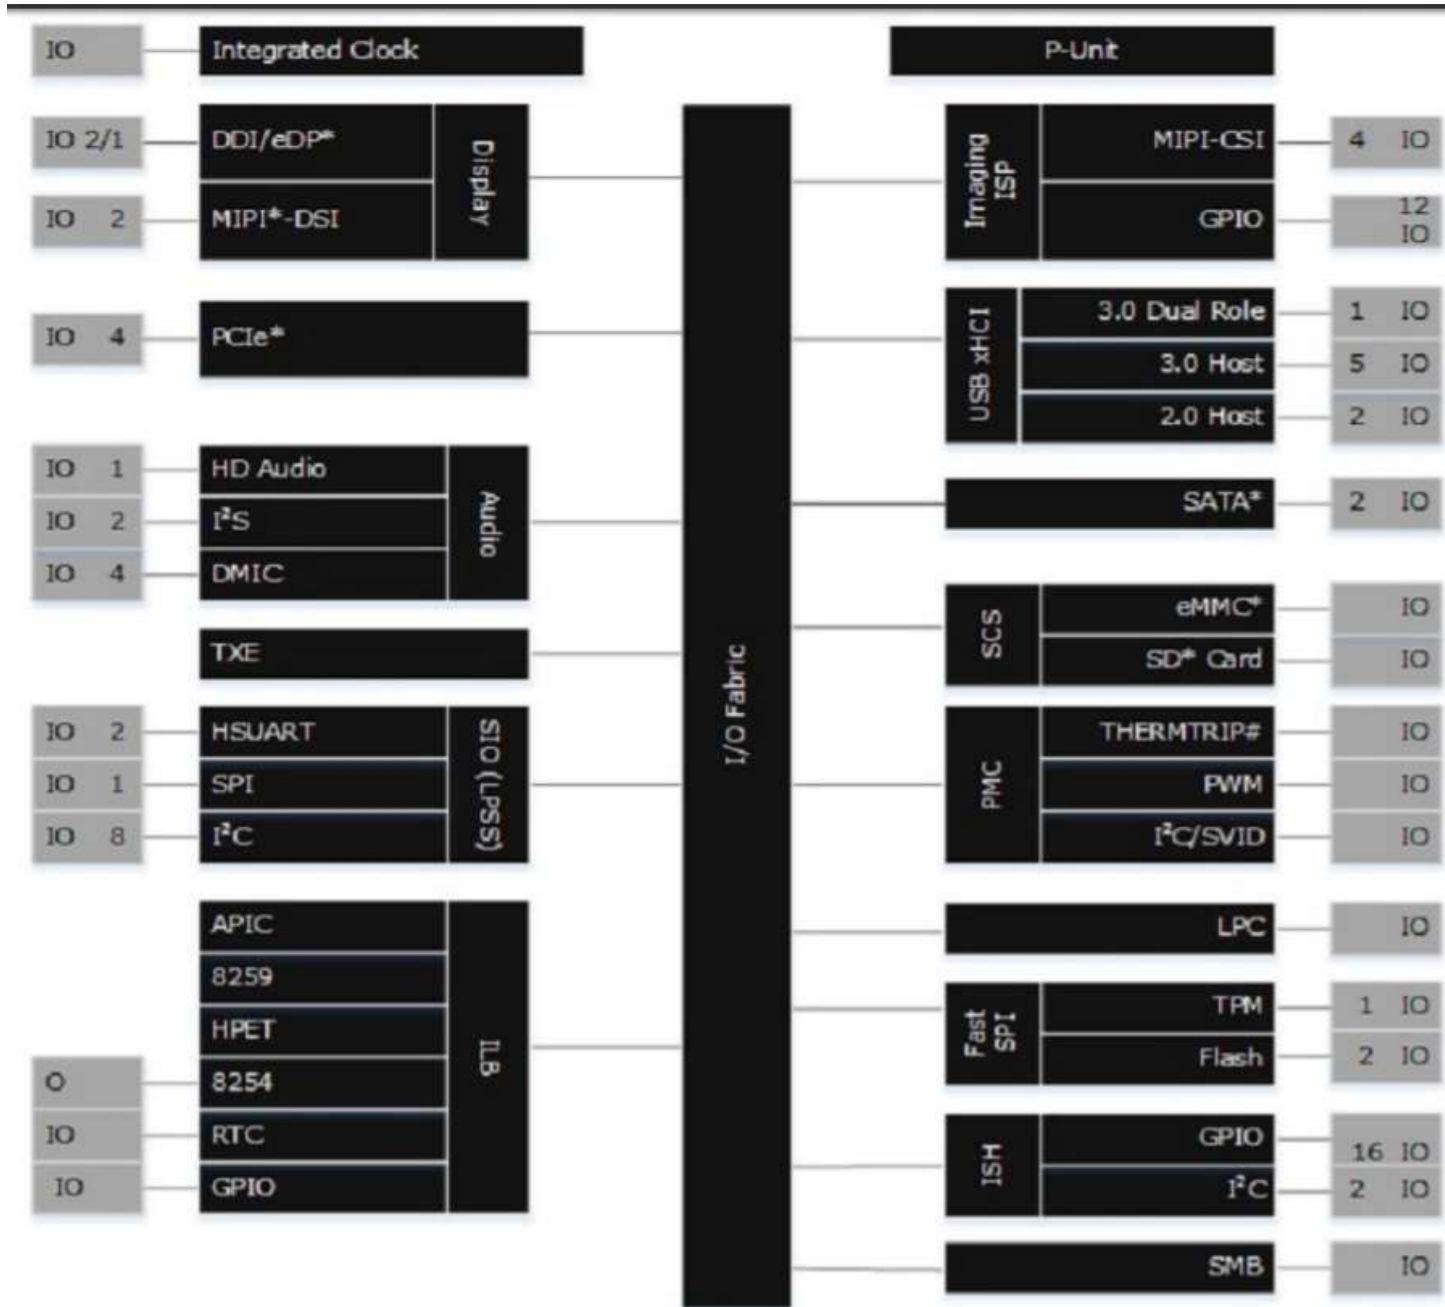 IO Integrated Clock
P-Unit
IO 2/1 DDI/eDP*
IO 2 MIPI*-DSI
Display
IO 4 PCIe*
IO 1 HD Audio
IO 2 I²S
IO 4 DMIC
Audio
TXE
IO 2 HSUART
IO 1 SPI
IO 8 I²C
SIO (LPSS)
APIC
8259
HPET
O 8254
IO RTC
IO GPIO
ILB
I/O Fabric
Imaging
ISP
MIPI-CSI 4 IO
GPIO 12
IO
USB xHCI
3.0 Dual Role 1 IO
3.0 Host 5 IO
2.0 Host 2 IO
SATA* 2 IO
SCS
eMMC* IO
SD* Card IO
PMC
THERMTRIP# IO
PWM IO
I²C/SVID IO
LPC IO
Fast
SPI
TPM 1 IO
Flash 2 IO
ISH
GPIO 16 IO
I²C 2 IO
SMB IO